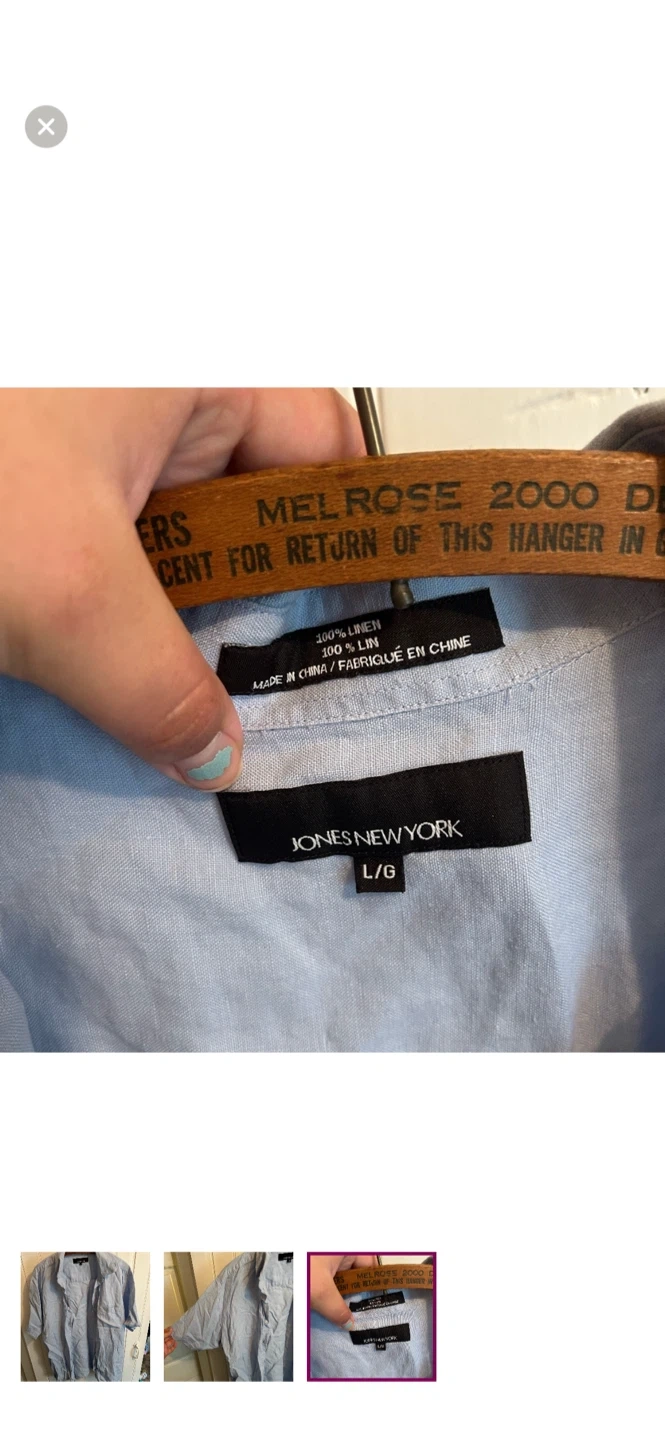 MELROSE 2000 D
ERS
CENT FOR RETURN OF THIS HANGER IN G
100% LINEN
100 % LIN
MADE IN CHINA / FABRIQUÉ EN CHINE
JONES NEW YORK
L/G